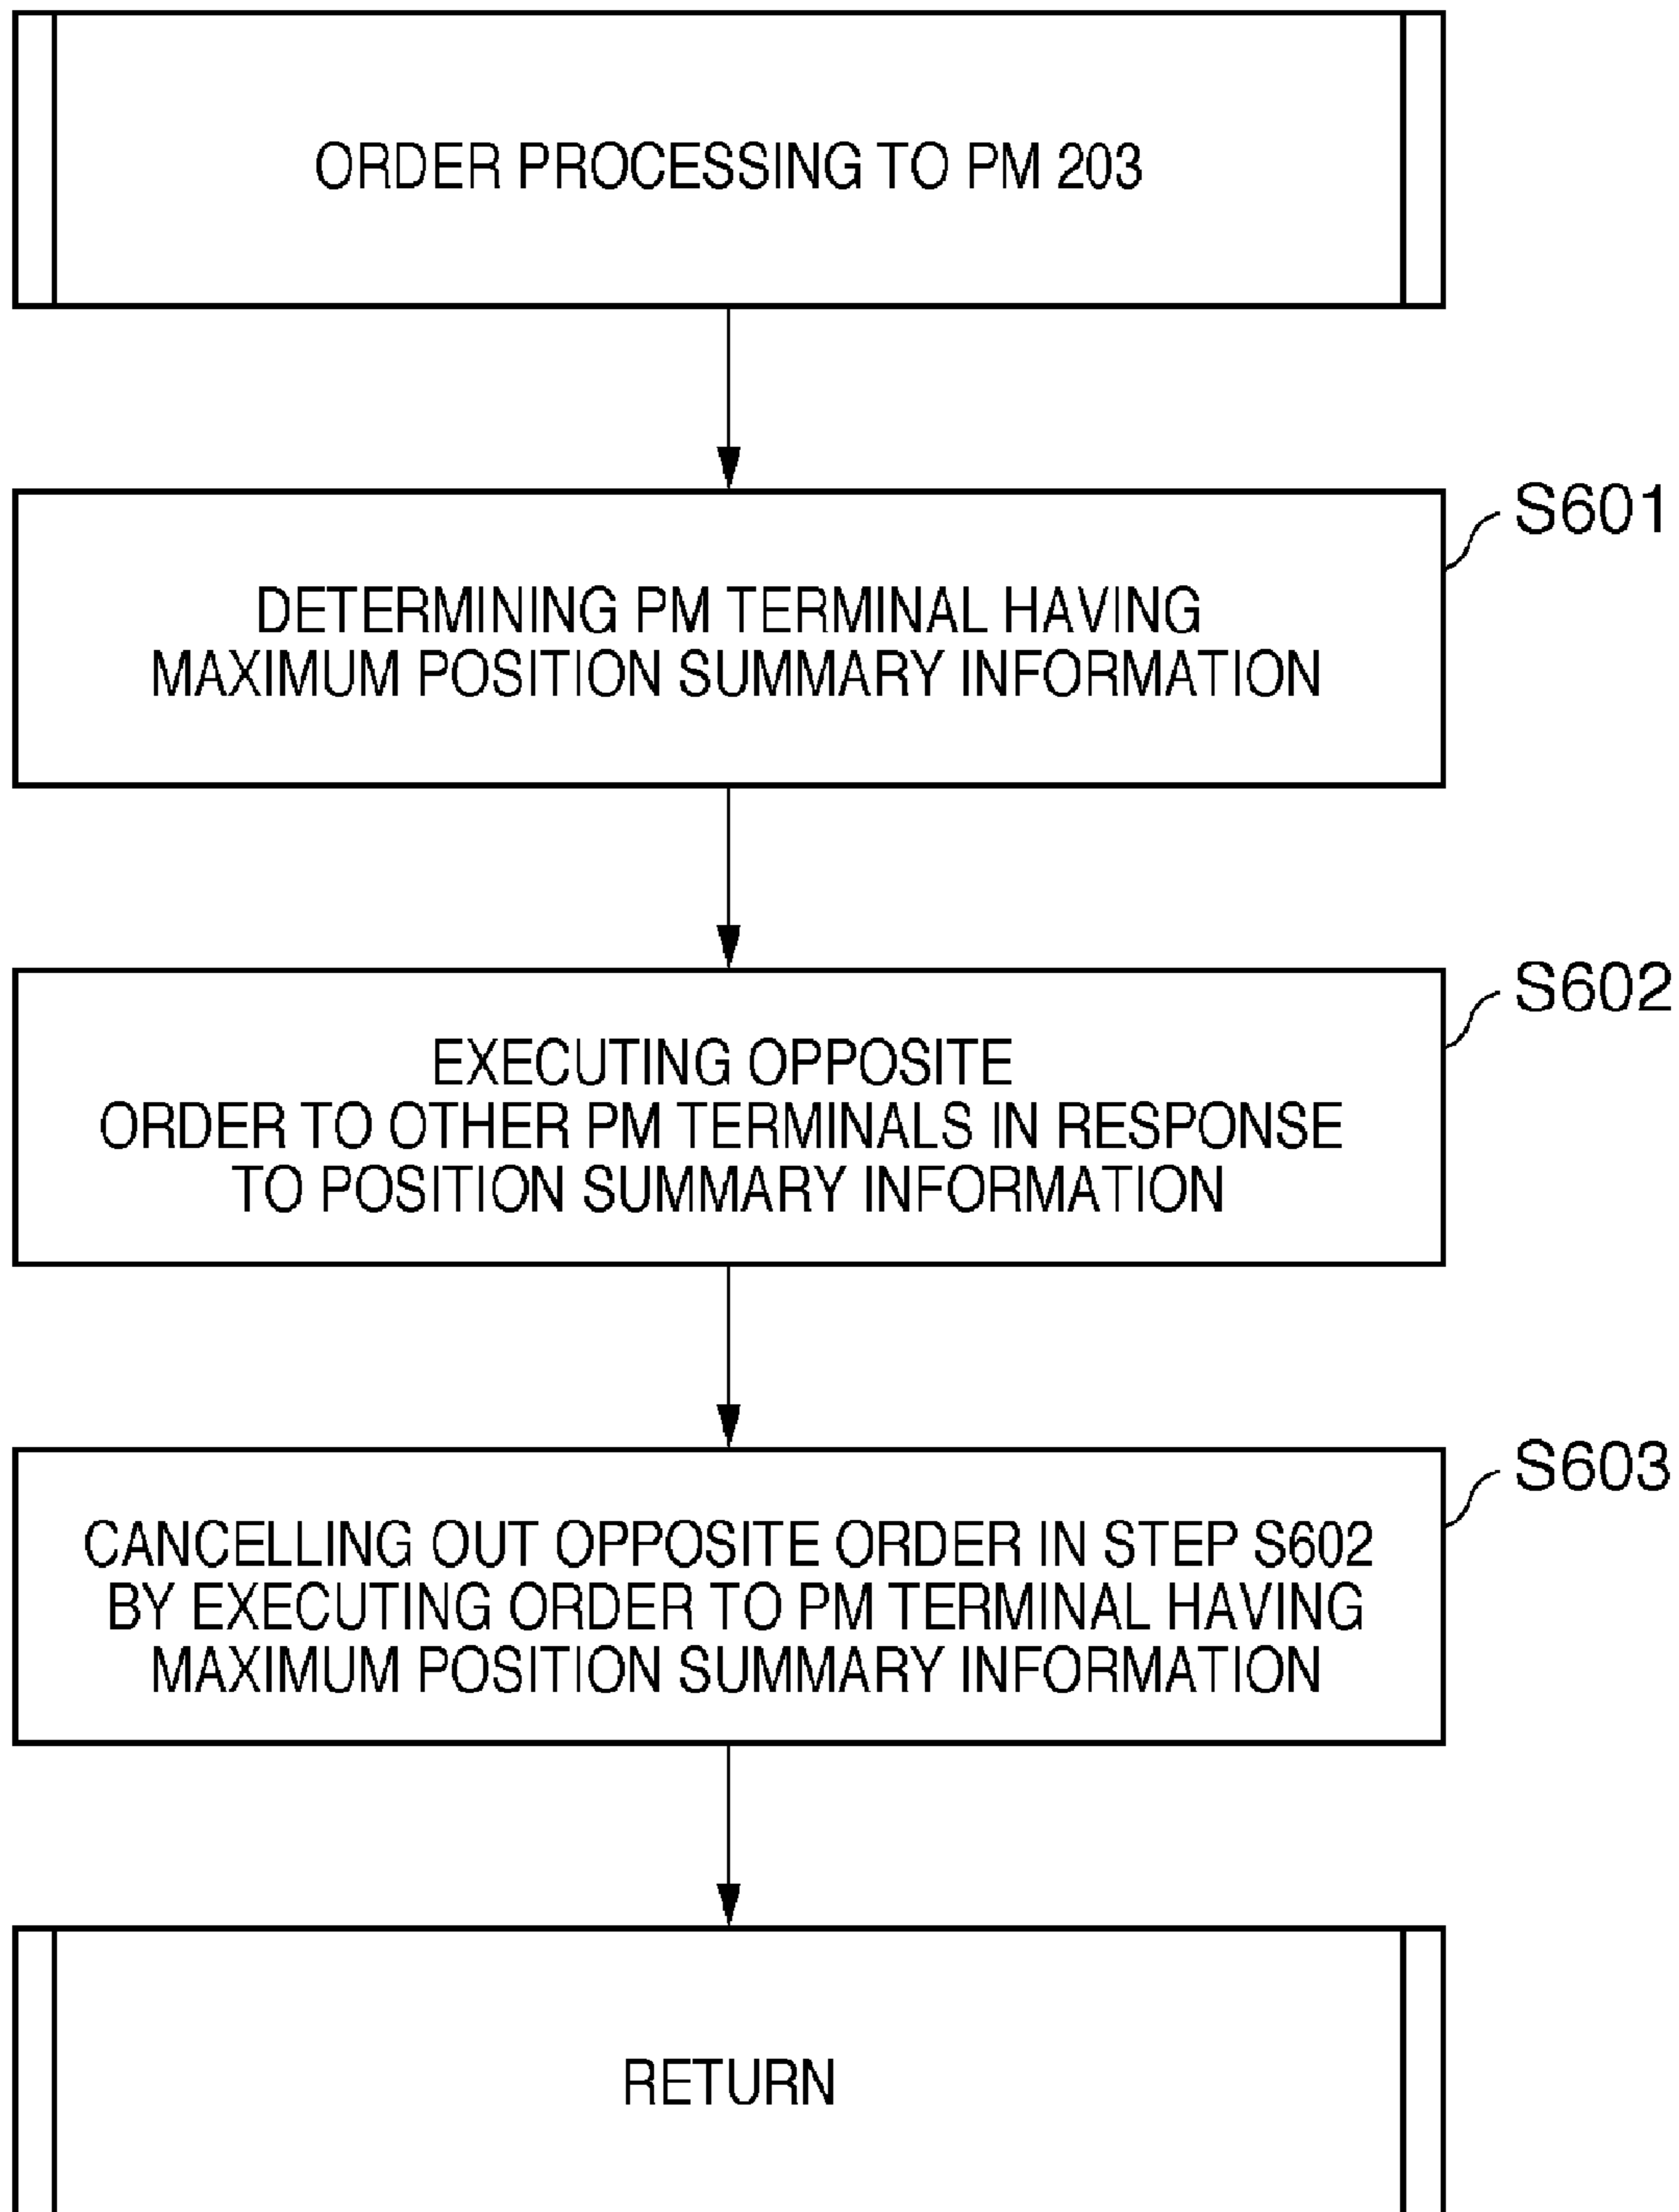 ORDER PROCESSING TO PM 203
S601
DETERMINING PM TERMINAL HAVING
MAXIMUM POSITION SUMMARY INFORMATION
S602
EXECUTING OPPOSITE
ORDER TO OTHER PM TERMINALS IN RESPONSE
TO POSITION SUMMARY INFORMATION
S603
CANCELLING OUT OPPOSITE ORDER IN STEP S602
BY EXECUTING ORDER TO PM TERMINAL HAVING
MAXIMUM POSITION SUMMARY INFORMATION
RETURN